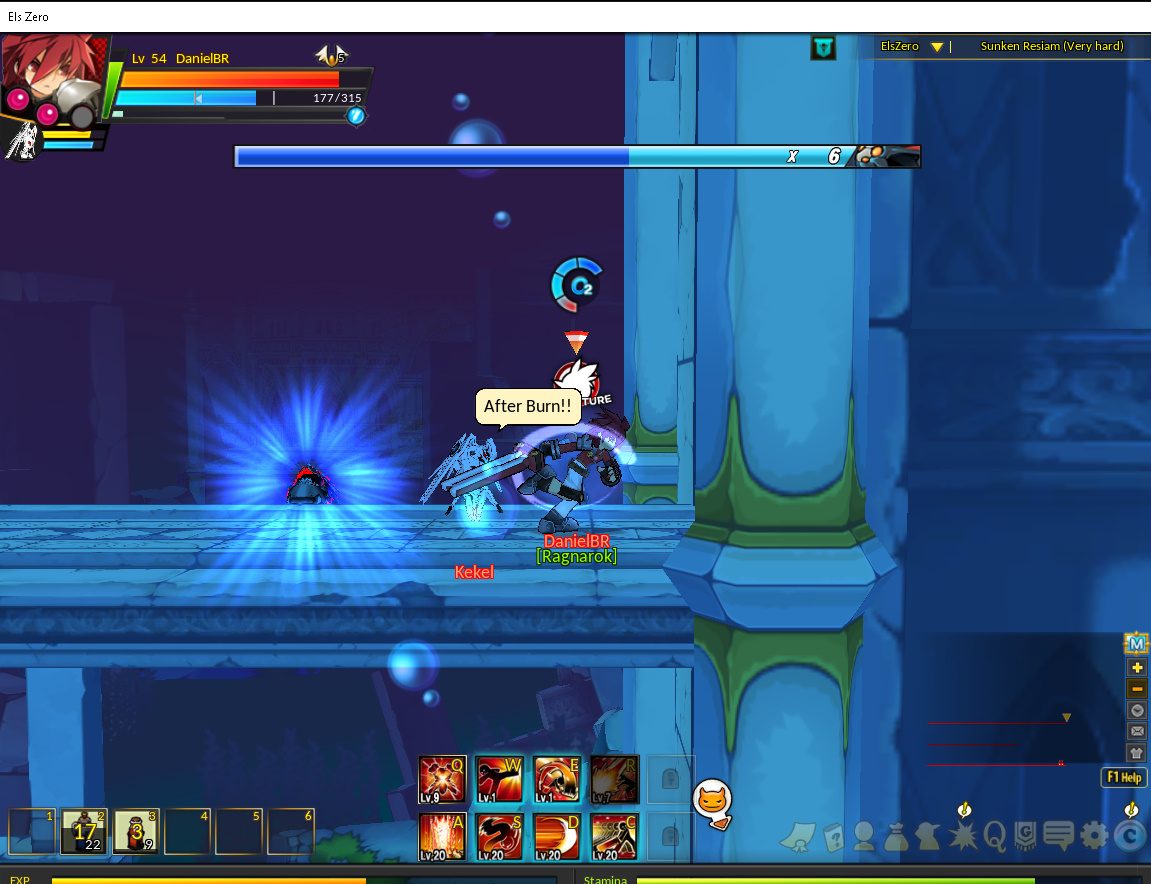 Els Zero
Lv 54 DanielBR
5
ElsZero
Sunken Resiam (Very hard)
177/315
x 6
O2
TURE
After Burn!!
DanielBR
[Ragnarok]
Kekel
M
F1 Help
Q W E R
Lv.9 Lv.1 Lv.1 Lv.7
1 2 3 4 5 6
17 3
22 9
A S D C
Lv.20 Lv.20 Lv.20 Lv.20
EXP
Stamina